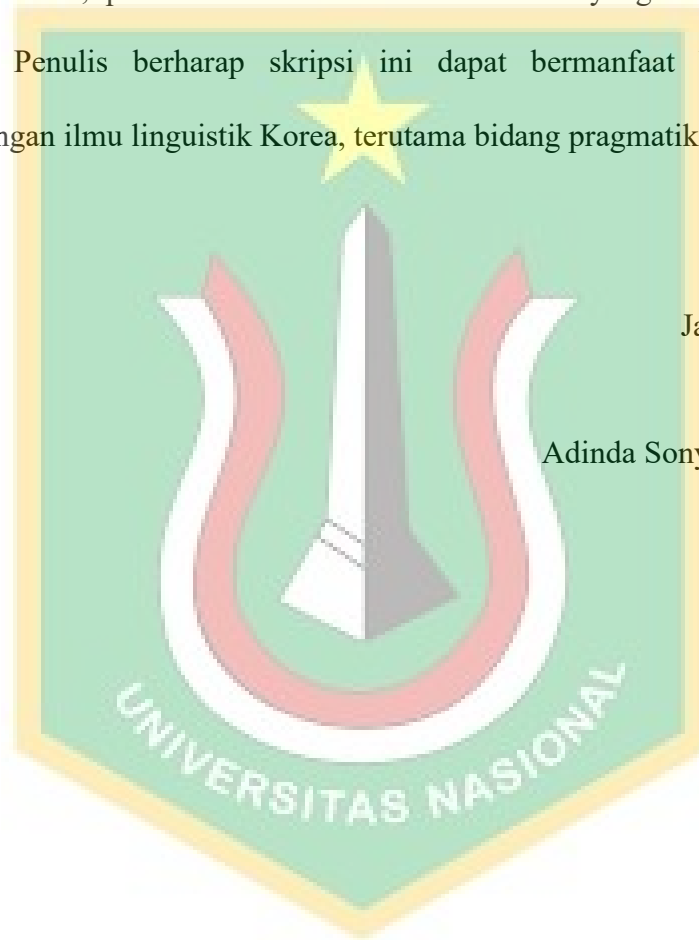 Penulis berharap skripsi ini dapat bermanfaat
ngan ilmu linguistik Korea, terutama bidang pragmatik
Ja
Adinda Sony
UNIVERSITAS NASIONAL